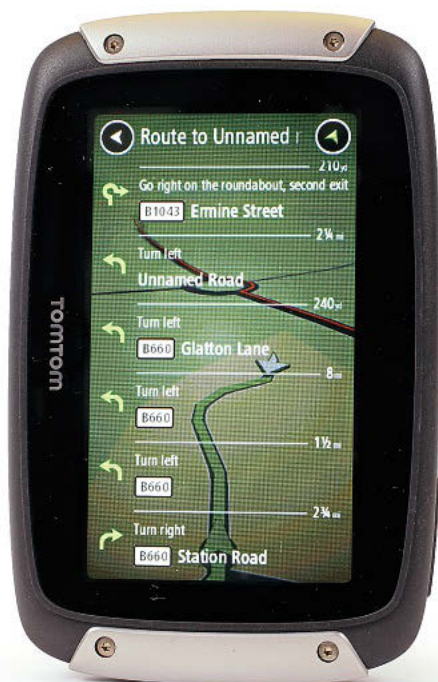 Route to Unnamed
210yd
Go right on the roundabout, second exit
B1043 Ermine Street
2¼ mi
Turn left
Unnamed Road
240yd
Turn left
B660 Glatton Lane
8 mi
Turn left
B660
1½ mi
Turn left
B660
2¾ mi
Turn right
B660 Station Road
TOMTOM